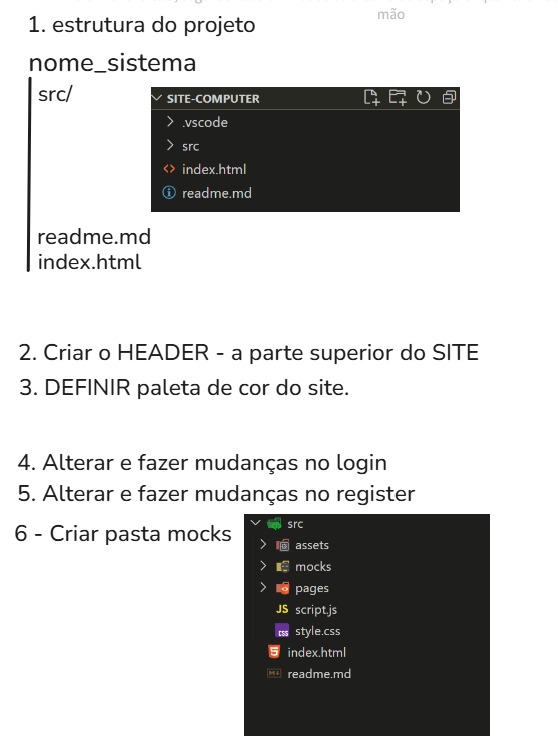 mão
1. estrutura do projeto
nome_sistema
src/
SITE-COMPUTER
.vscode
src
index.html
readme.md
readme.md
index.html
2. Criar o HEADER - a parte superior do SITE
3. DEFINIR paleta de cor do site.
4. Alterar e fazer mudanças no login
5. Alterar e fazer mudanças no register
6 - Criar pasta mocks
src
assets
mocks
pages
JS script.js
css style.css
index.html
readme.md